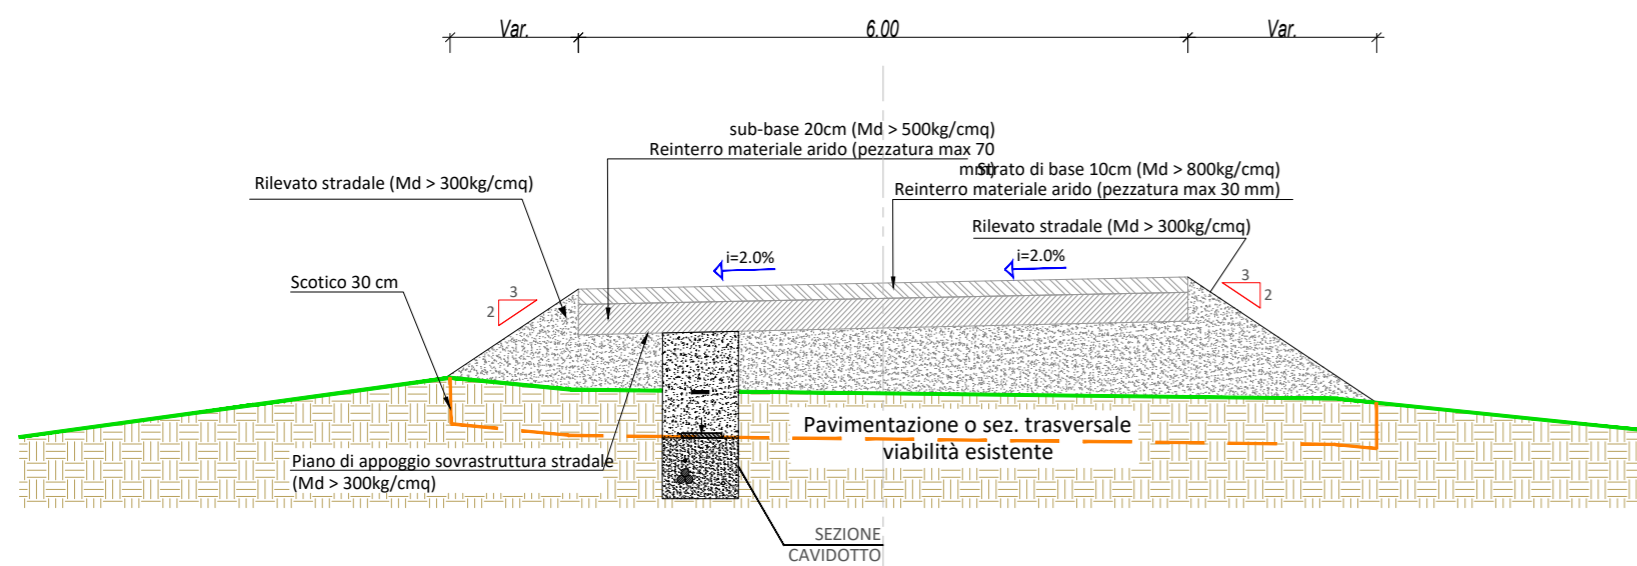 Var.
6.00
Var.
sub-base 20cm (Md > 500kg/cmq)
Reinterro materiale arido (pezzatura max 70
mm)
Strato di base 10cm (Md > 800kg/cmq)
Reinterro materiale arido (pezzatura max 30 mm)
Rilevato stradale (Md > 300kg/cmq)
Rilevato stradale (Md > 300kg/cmq)
i=2.0%
i=2.0%
Scotico 30 cm
3
2
3
2
Pavimentazione o sez. trasversale
viabilità esistente
Piano di appoggio sovrastruttura stradale
(Md > 300kg/cmq)
SEZIONE
CAVIDOTTO